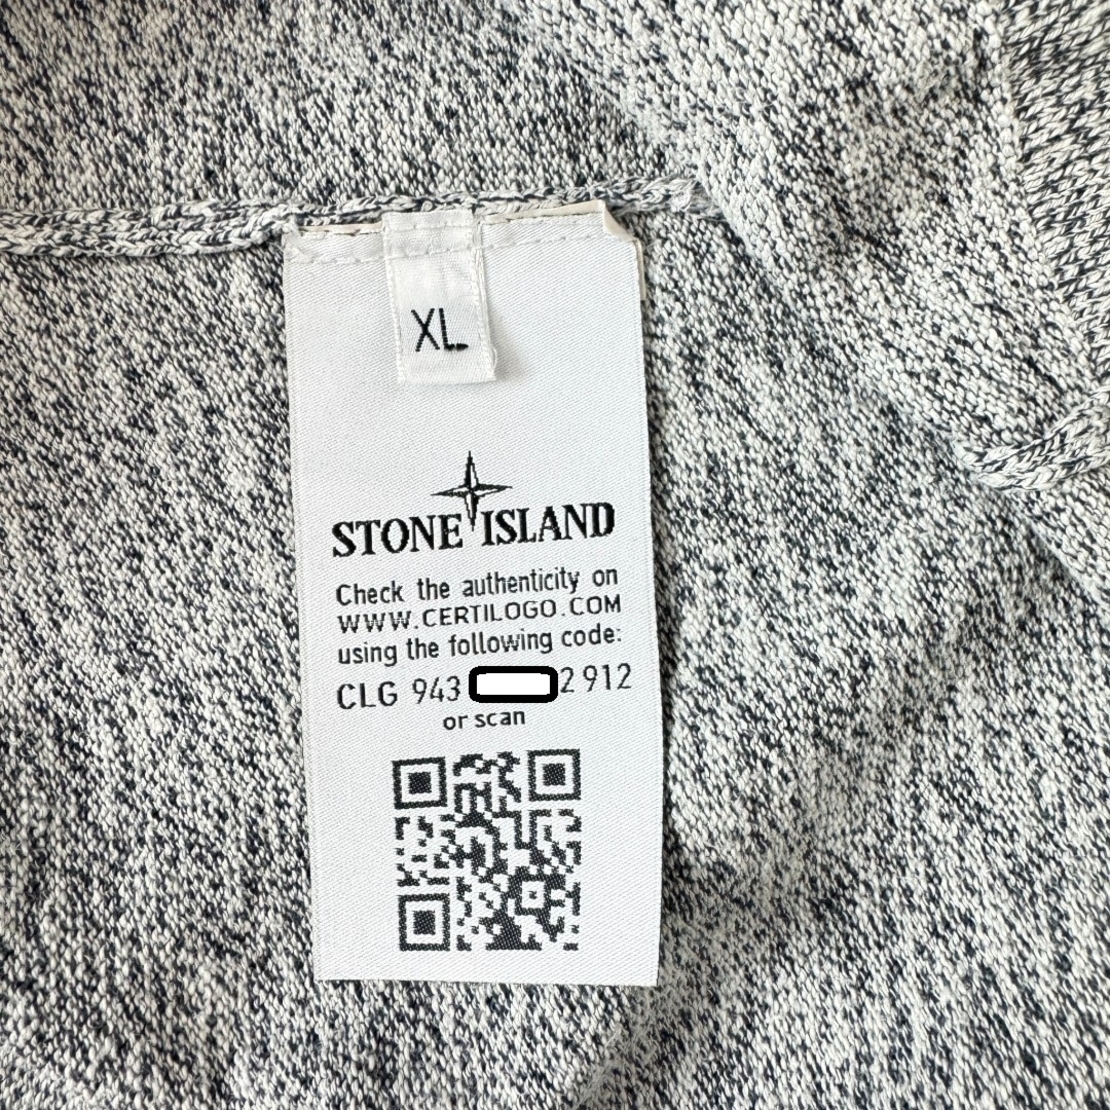 XL
STONE ISLAND
Check the authenticity on
WWW.CERTILOGO.COM
using the following code:
CLG 943 2 912
or scan